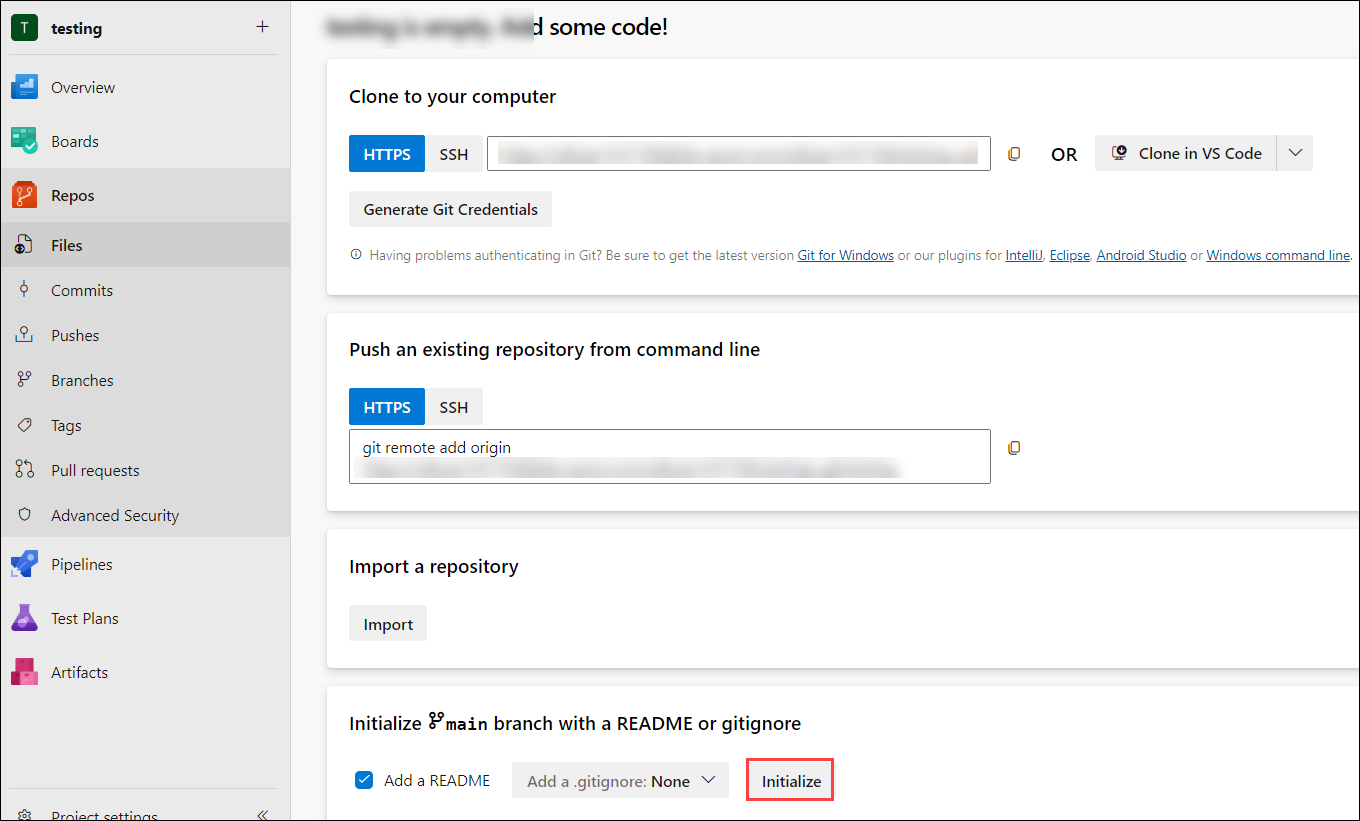 T testing +
Overview
Boards
Repos
Files
Commits
Pushes
Branches
Tags
Pull requests
Advanced Security
Pipelines
Test Plans
Artifacts
Project settings
some code!
Clone to your computer
HTTPS SSH OR Clone in VS Code
Generate Git Credentials
Having problems authenticating in Git? Be sure to get the latest version Git for Windows or our plugins for IntelliJ, Eclipse, Android Studio or Windows command line.
Push an existing repository from command line
HTTPS SSH
git remote add origin
Import a repository
Import
Initialize main branch with a README or gitignore
Add a README Add a .gitignore: None Initialize